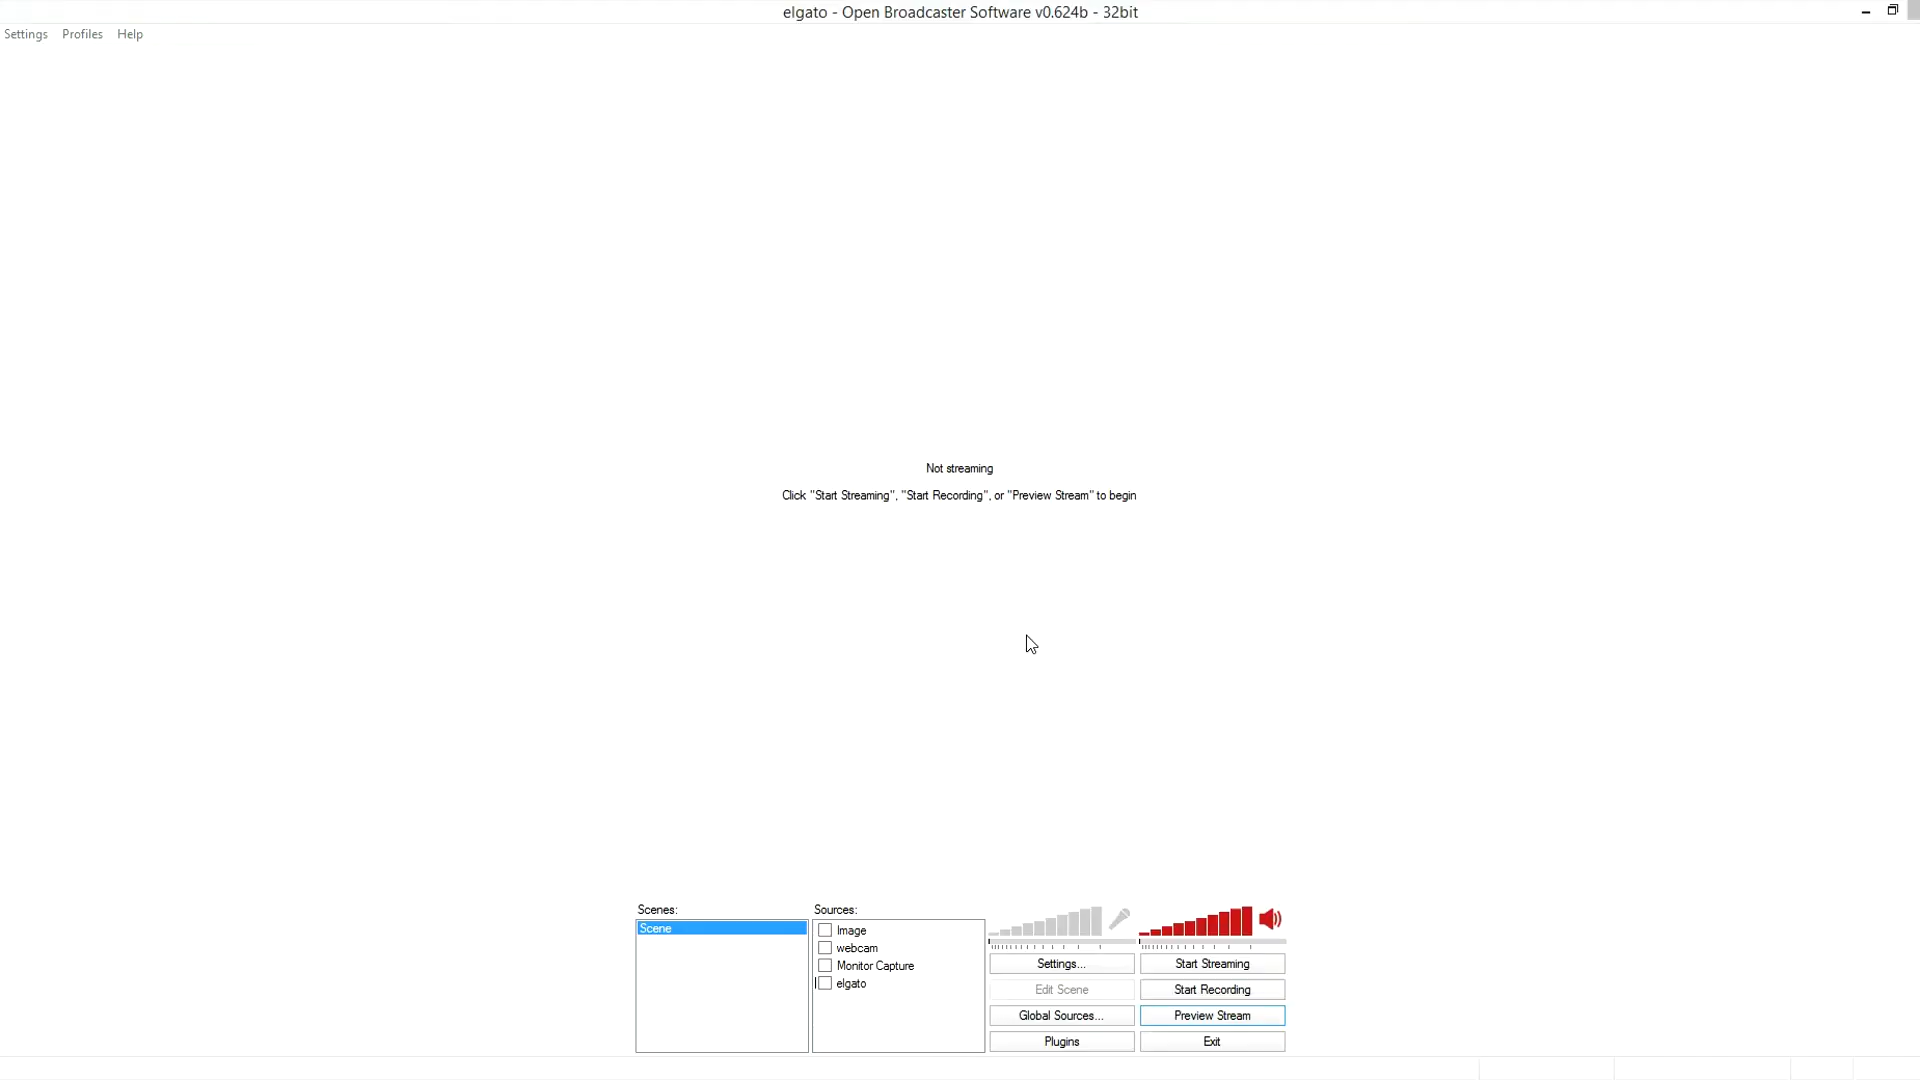 elgato - Open Broadcaster Software v0.624b - 32bit
Settings Profiles Help
Not streaming
Click "Start Streaming", "Start Recording", or "Preview Stream" to begin
Scenes:
Scene
Sources:
Image
webcam
Monitor Capture
elgato
Settings...
Start Streaming
Edit Scene
Start Recording
Global Sources...
Preview Stream
Plugins
Exit